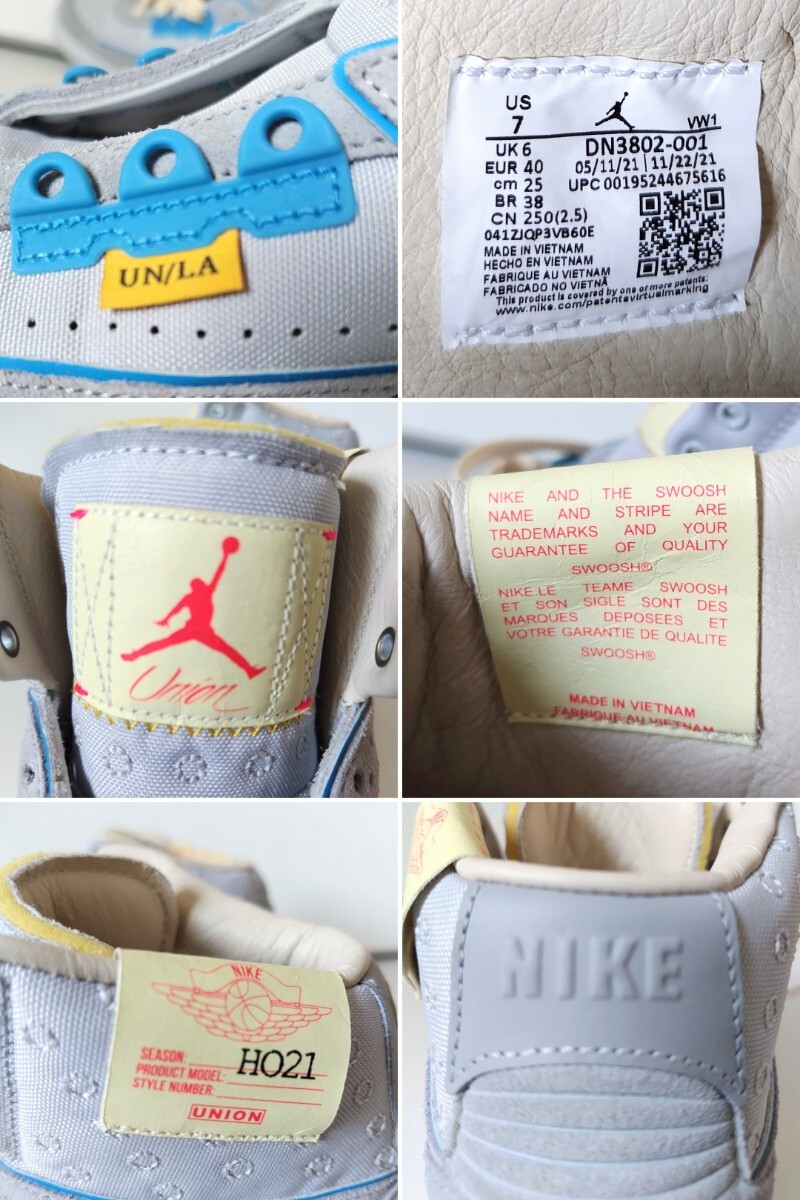 UN/LA
US
7
VW1
UK 6
DN3802-001
EUR 40
05/11/21 | 11/22/21
cm 25
UPC 00195244675616
BR 38
CN 250(2.5)
041ZJQP3VB60E
MADE IN VIETNAM
HECHO EN VIETNAM
FABRIQUE AU VIETNAM
FABRICADO NO VIETNÃ
This product is covered by one or more patents:
www.nike.com/patentsvirtualmarking
Union
NIKE AND THE SWOOSH
NAME AND STRIPE ARE
TRADEMARKS AND YOUR
GUARANTEE OF QUALITY
SWOOSH®
NIKE.LE TEAME SWOOSH
ET SON SIGLE SONT DES
MARQUES DEPOSEES ET
VOTRE GARANTIE DE QUALITE
SWOOSH®
MADE IN VIETNAM
FABRIQUE AU VIETNAM
NIKE
SEASON:
HO21
PRODUCT MODEL:
STYLE NUMBER:
UNION
NIKE